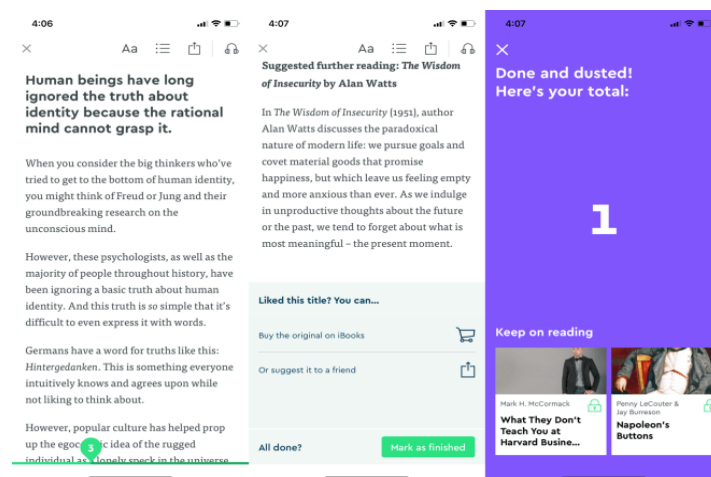 4:06
Aa
Human beings have long
ignored the truth about
identity because the rational
mind cannot grasp it.
When you consider the big thinkers who've
tried to get to the bottom of human identity,
you might think of Freud or Jung and their
groundbreaking research on the
unconscious mind.
However, these psychologists, as well as the
majority of people throughout history, have
been ignoring a basic truth about human
identity. And this truth is so simple that it's
difficult to even express it with words.
Germans have a word for truths like this:
Hintergedanken. This is something everyone
intuitively knows and agrees upon while
not liking to think about.
However, popular culture has helped prop
up the egoc ic idea of the rugged
3
individual as a lonely speck in the universe
4:07
Aa
Suggested further reading: The Wisdom
of Insecurity by Alan Watts
In The Wisdom of Insecurity (1951), author
Alan Watts discusses the paradoxical
nature of modern life: we pursue goals and
covet material goods that promise
happiness, but which leave us feeling empty
and more anxious than ever. As we indulge
in unproductive thoughts about the future
or the past, we tend to forget about what is
most meaningful – the present moment.
Liked this title? You can...
Buy the original on iBooks
Or suggest it to a friend
All done?
Mark as finished
4:07
Done and dusted!
Here's your total:
1
Keep on reading
Mark H. McCormack
What They Don't
Teach You at
Harvard Busine...
Penny LeCouter &
Jay Burreson
Napoleon's
Buttons